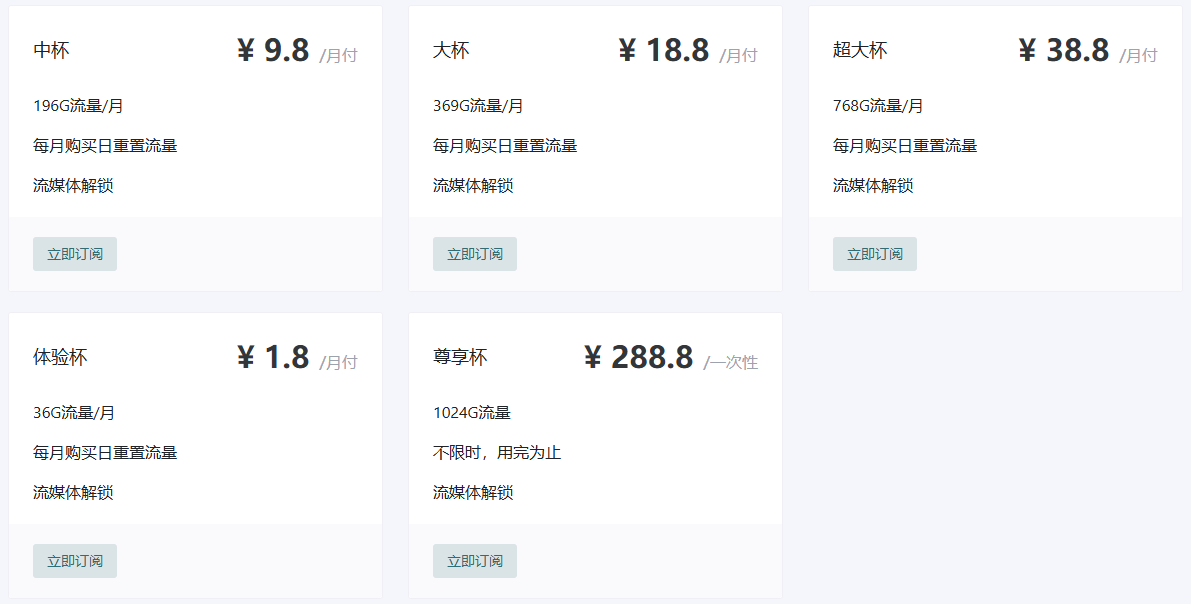 中杯
¥ 9.8 /月付
196G流量/月
每月购买日重置流量
流媒体解锁
立即订阅
大杯
¥ 18.8 /月付
369G流量/月
每月购买日重置流量
流媒体解锁
立即订阅
超大杯
¥ 38.8 /月付
768G流量/月
每月购买日重置流量
流媒体解锁
立即订阅
体验杯
¥ 1.8 /月付
36G流量/月
每月购买日重置流量
流媒体解锁
立即订阅
尊享杯
¥ 288.8 /一次性
1024G流量
不限时，用完为止
流媒体解锁
立即订阅